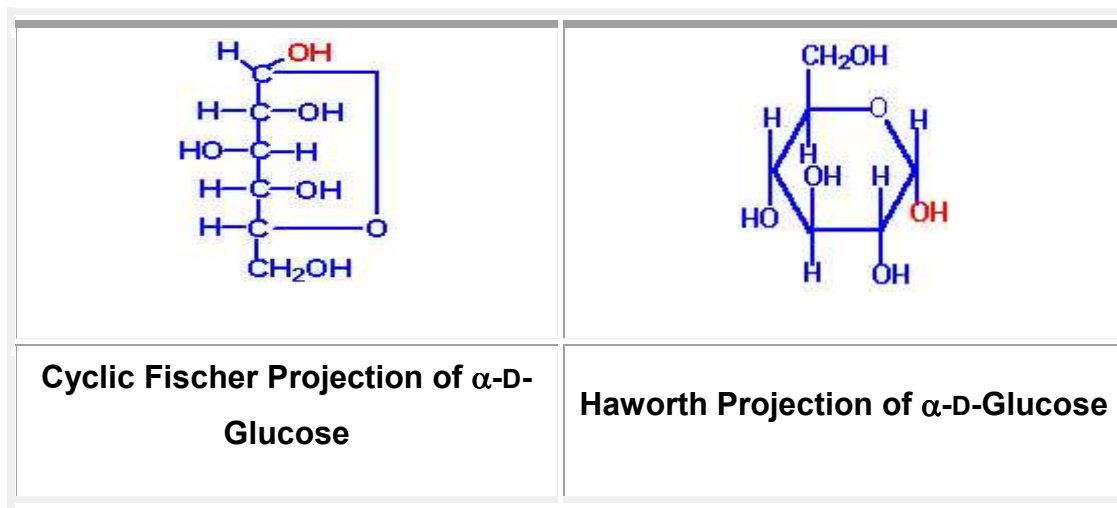 H OH
C
H C OH
HO C H
H C OH
H C O
CH₂OH
CH₂OH
O
H H
H
OH H
HO OH
H OH
Cyclic Fischer Projection of α-D-
Glucose
Haworth Projection of α-D-Glucose